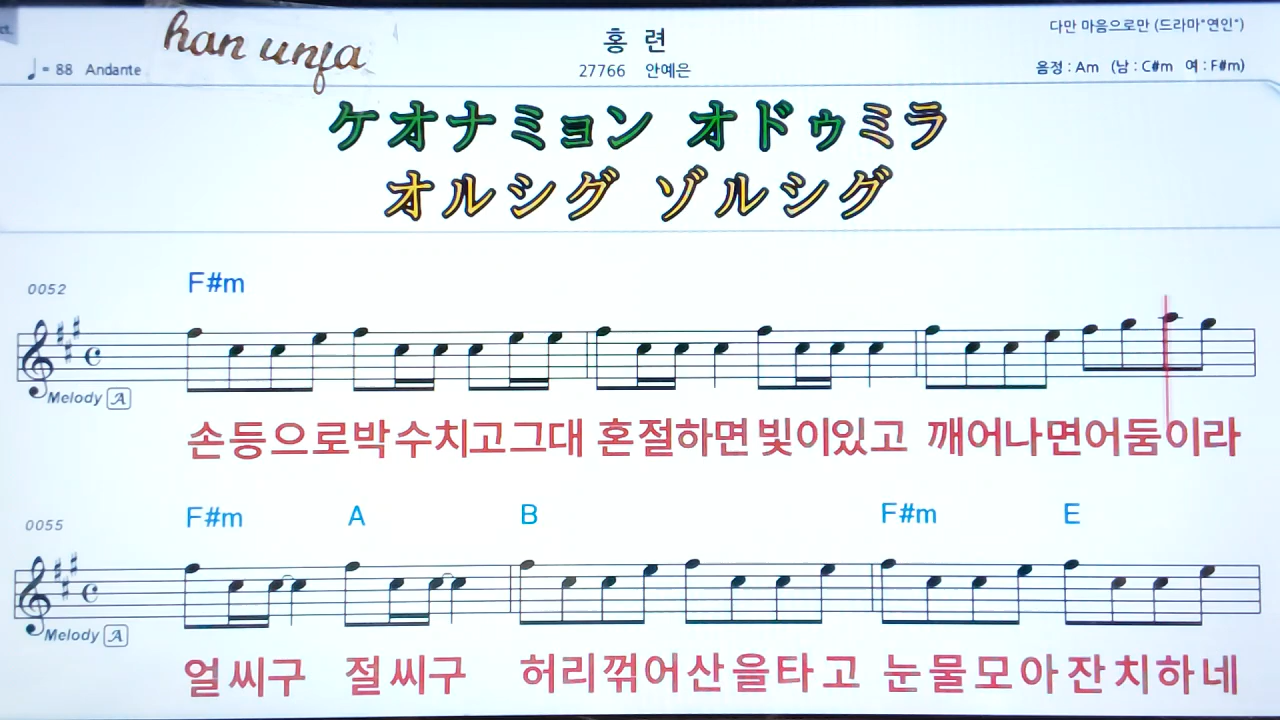 han unja
홍 련
다만 마음으로만 (드라마"연인")
♩= 88 Andante
27766 안예은
음정 : Am (남 : C#m 여 : F#m)
ケオナミョン オドゥミラ
オルシグ ゾルシグ
0052
F#m
Melody A
손등으로박수치고그대 혼절하면빛이있고 깨어나면어둠이라
0055
F#m A B F#m E
Melody A
얼씨구 절씨구 허리꺾어산을타고 눈물모아잔치하네